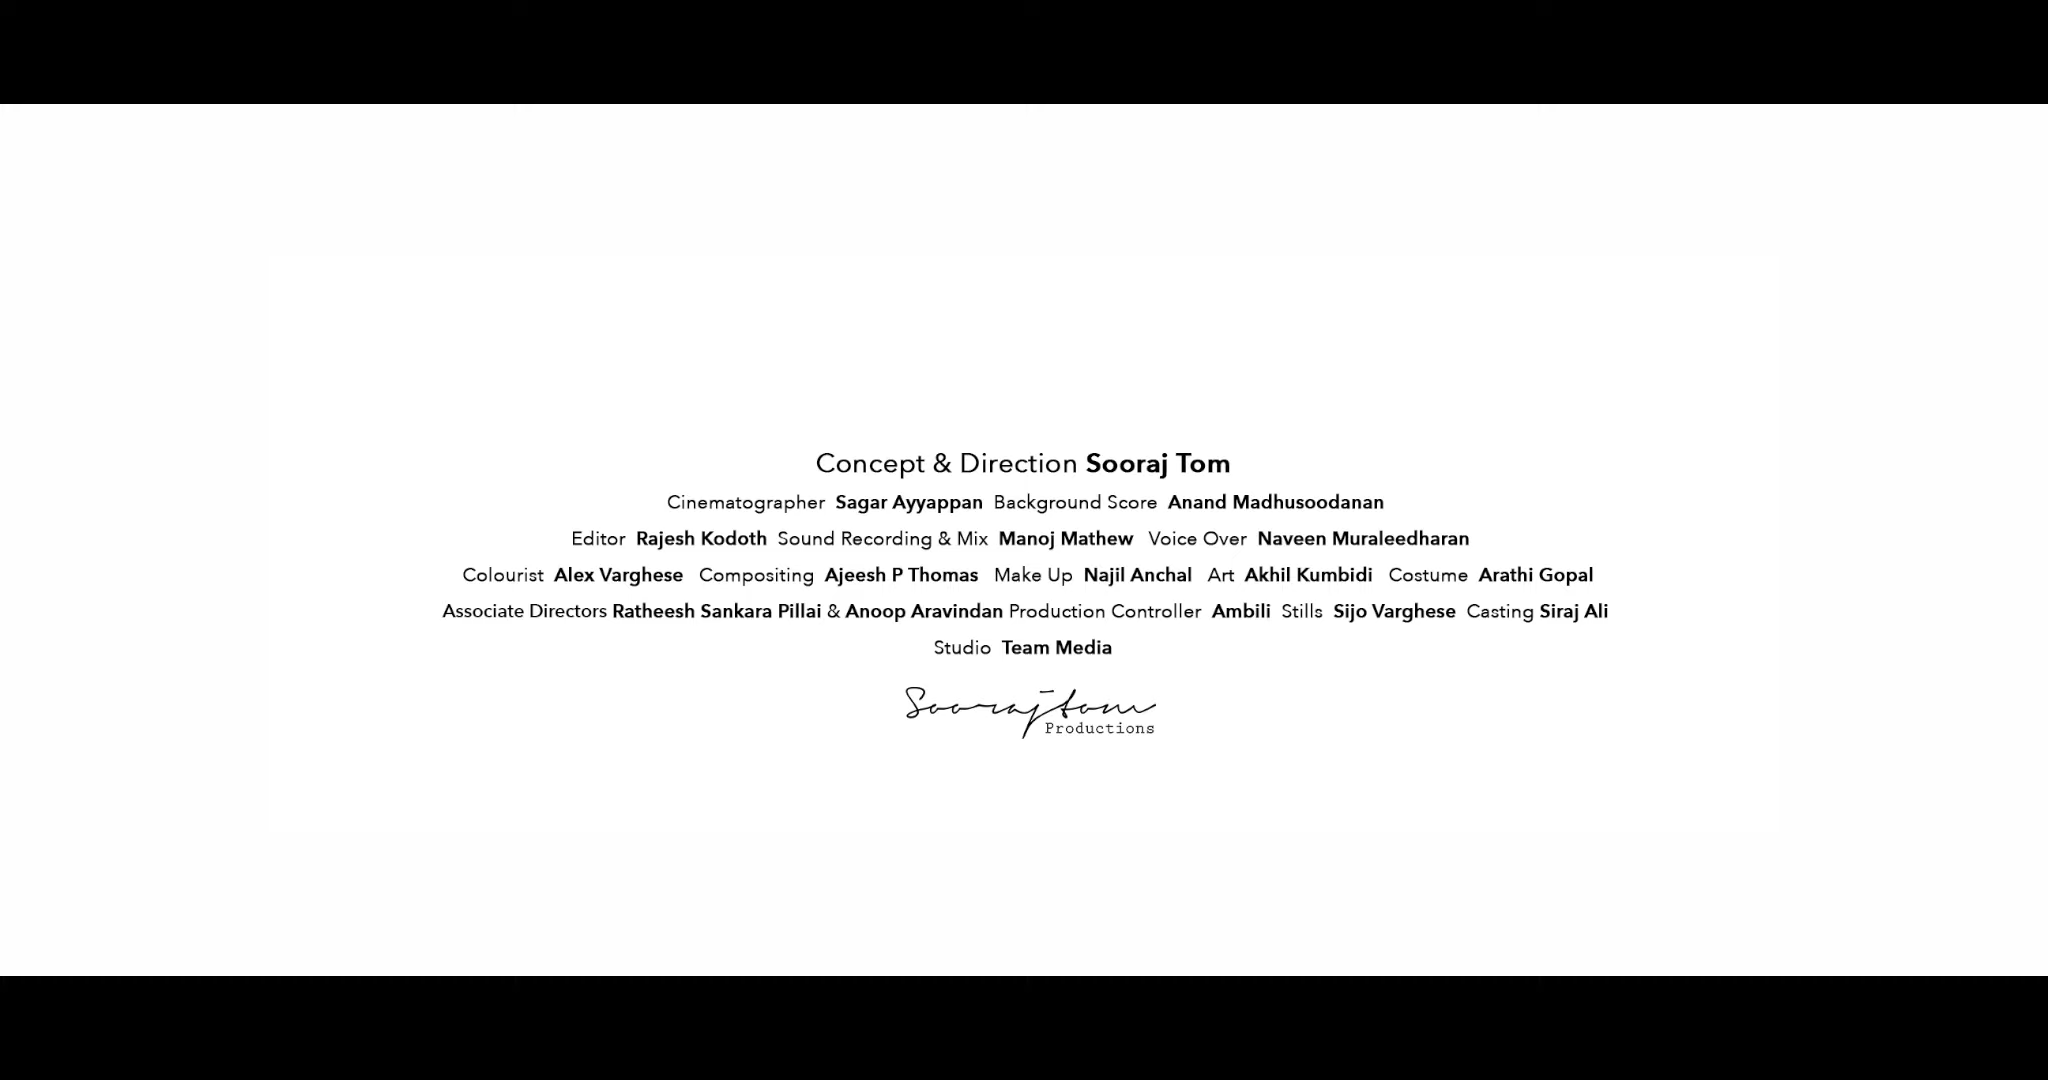 Concept & Direction Sooraj Tom
Cinematographer Sagar Ayyappan Background Score Anand Madhusoodanan
Editor Rajesh Kodoth Sound Recording & Mix Manoj Mathew Voice Over Naveen Muraleedharan
Colourist Alex Varghese Compositing Ajeesh P Thomas Make Up Najil Anchal Art Akhil Kumbidi Costume Arathi Gopal
Associate Directors Ratheesh Sankara Pillai & Anoop Aravindan Production Controller Ambili Stills Sijo Varghese Casting Siraj Ali
Studio Team Media
Soorajtom
Productions